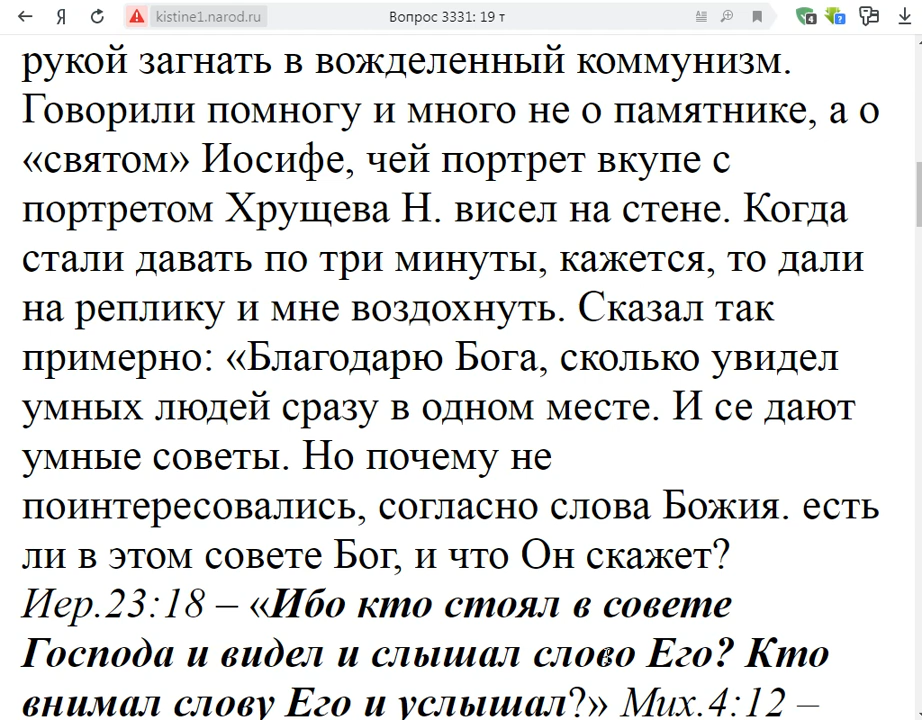 Я kistine1.narod.ru Вопрос 3331: 19 т
рукой загнать в вожделенный коммунизм.
Говорили помногу и много не о памятнике, а о
«святом» Иосифе, чей портрет вкупе с
портретом Хрущева Н. висел на стене. Когда
стали давать по три минуты, кажется, то дали
на реплику и мне воздохнуть. Сказал так
примерно: «Благодарю Бога, сколько увидел
умных людей сразу в одном месте. И се дают
умные советы. Но почему не
поинтересовались, согласно слова Божия. есть
ли в этом совете Бог, и что Он скажет?
Иер.23:18 – «Ибо кто стоял в совете
Господа и видел и слышал слово Его? Кто
внимал слову Его и услышал?» Мих.4:12 –